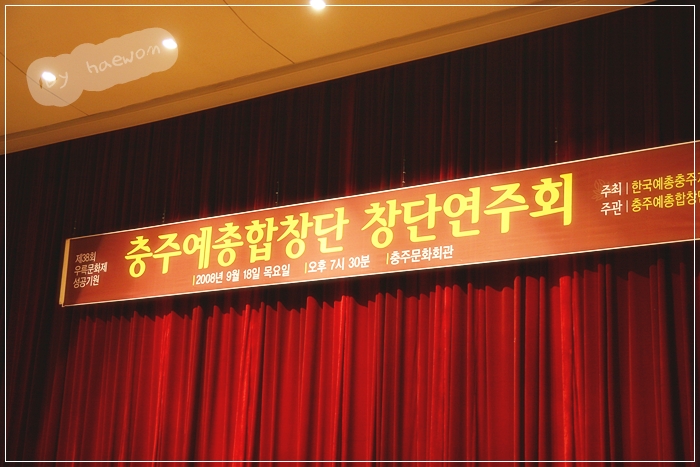 by haewon
제38회
우륵문화제
성공기원
충주예총합창단 창단연주회
2008년 9월 18일 목요일 | 오후 7시 30분 | 충주문화회관
주최 | 한국예총충주
주관 | 충주예총합창단